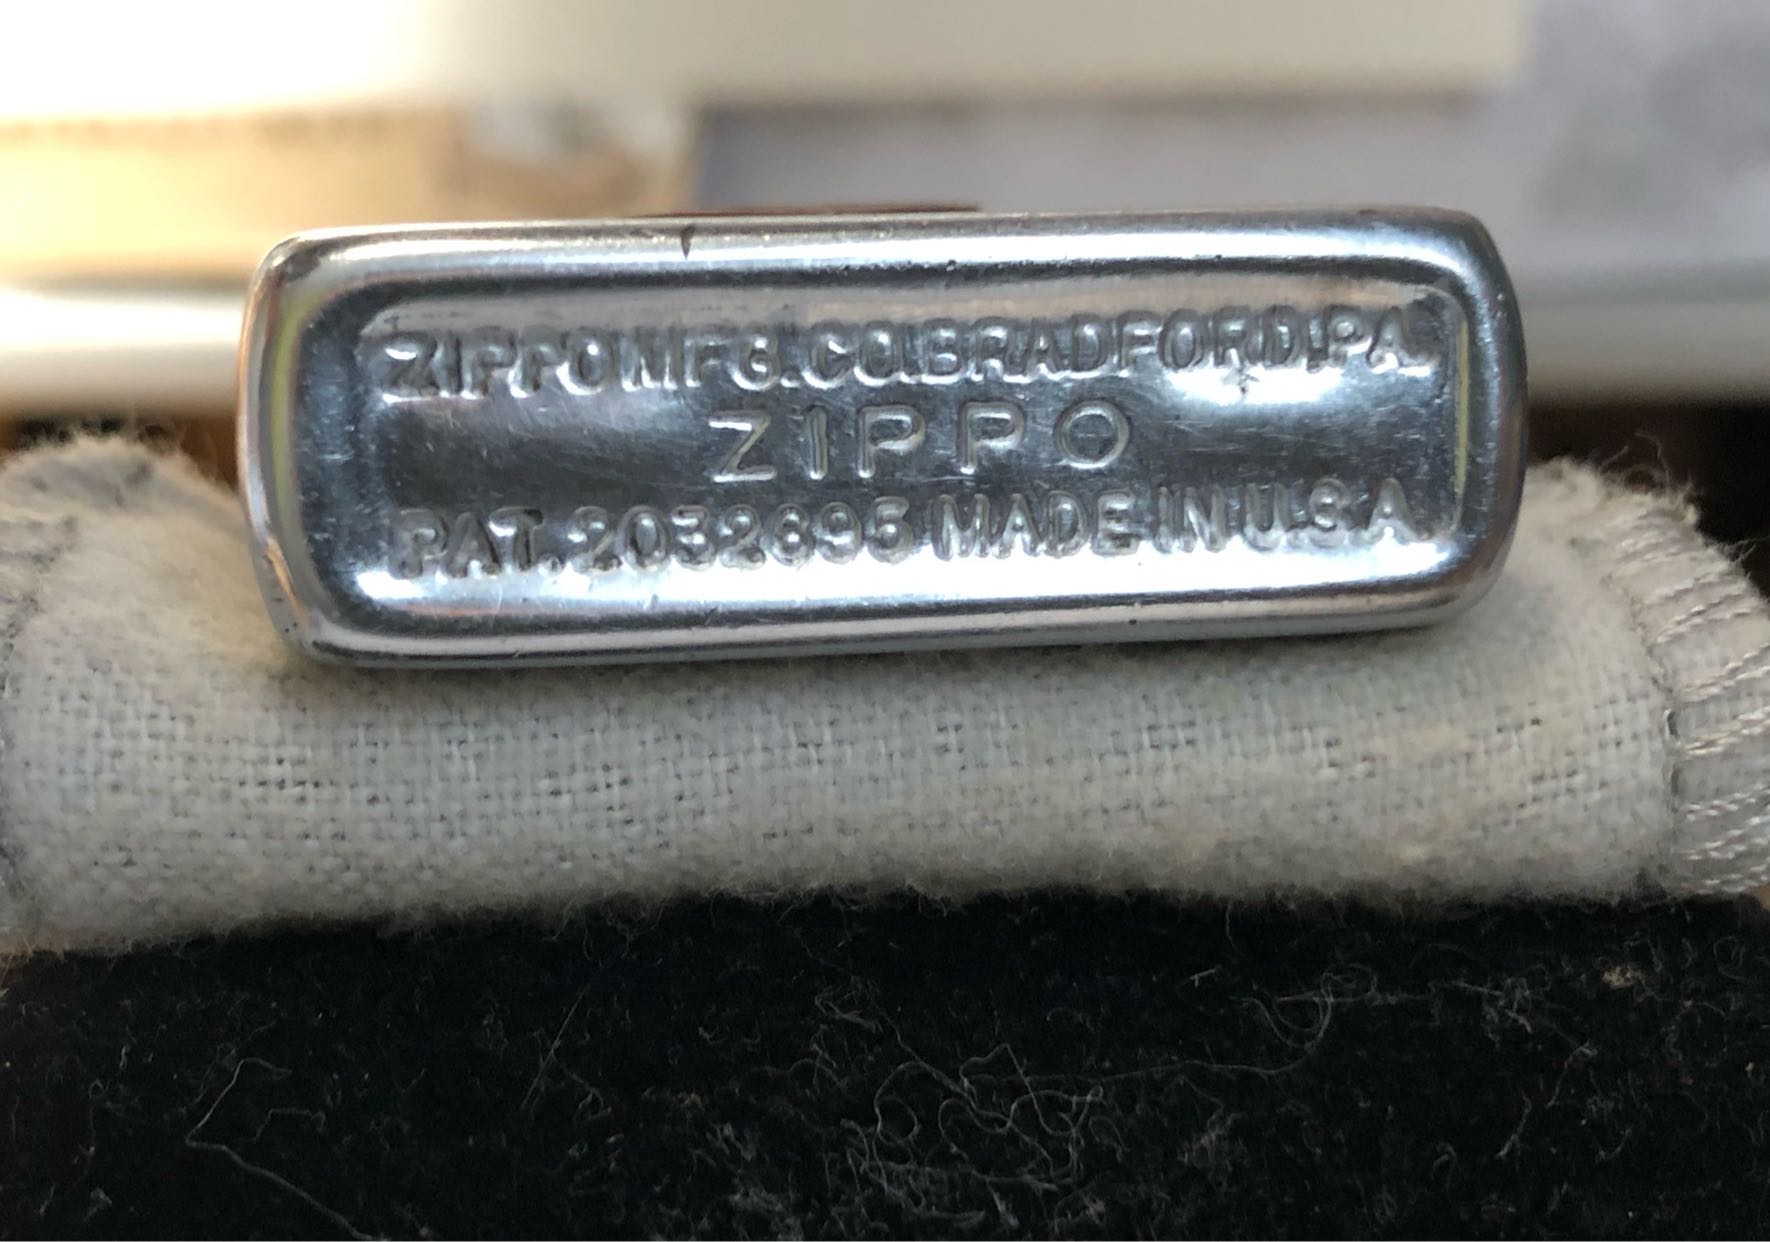 ZIPPO MFG. CO. BRADFORD, PA.
ZIPPO
PAT. 2032695 MADE IN U.S.A.